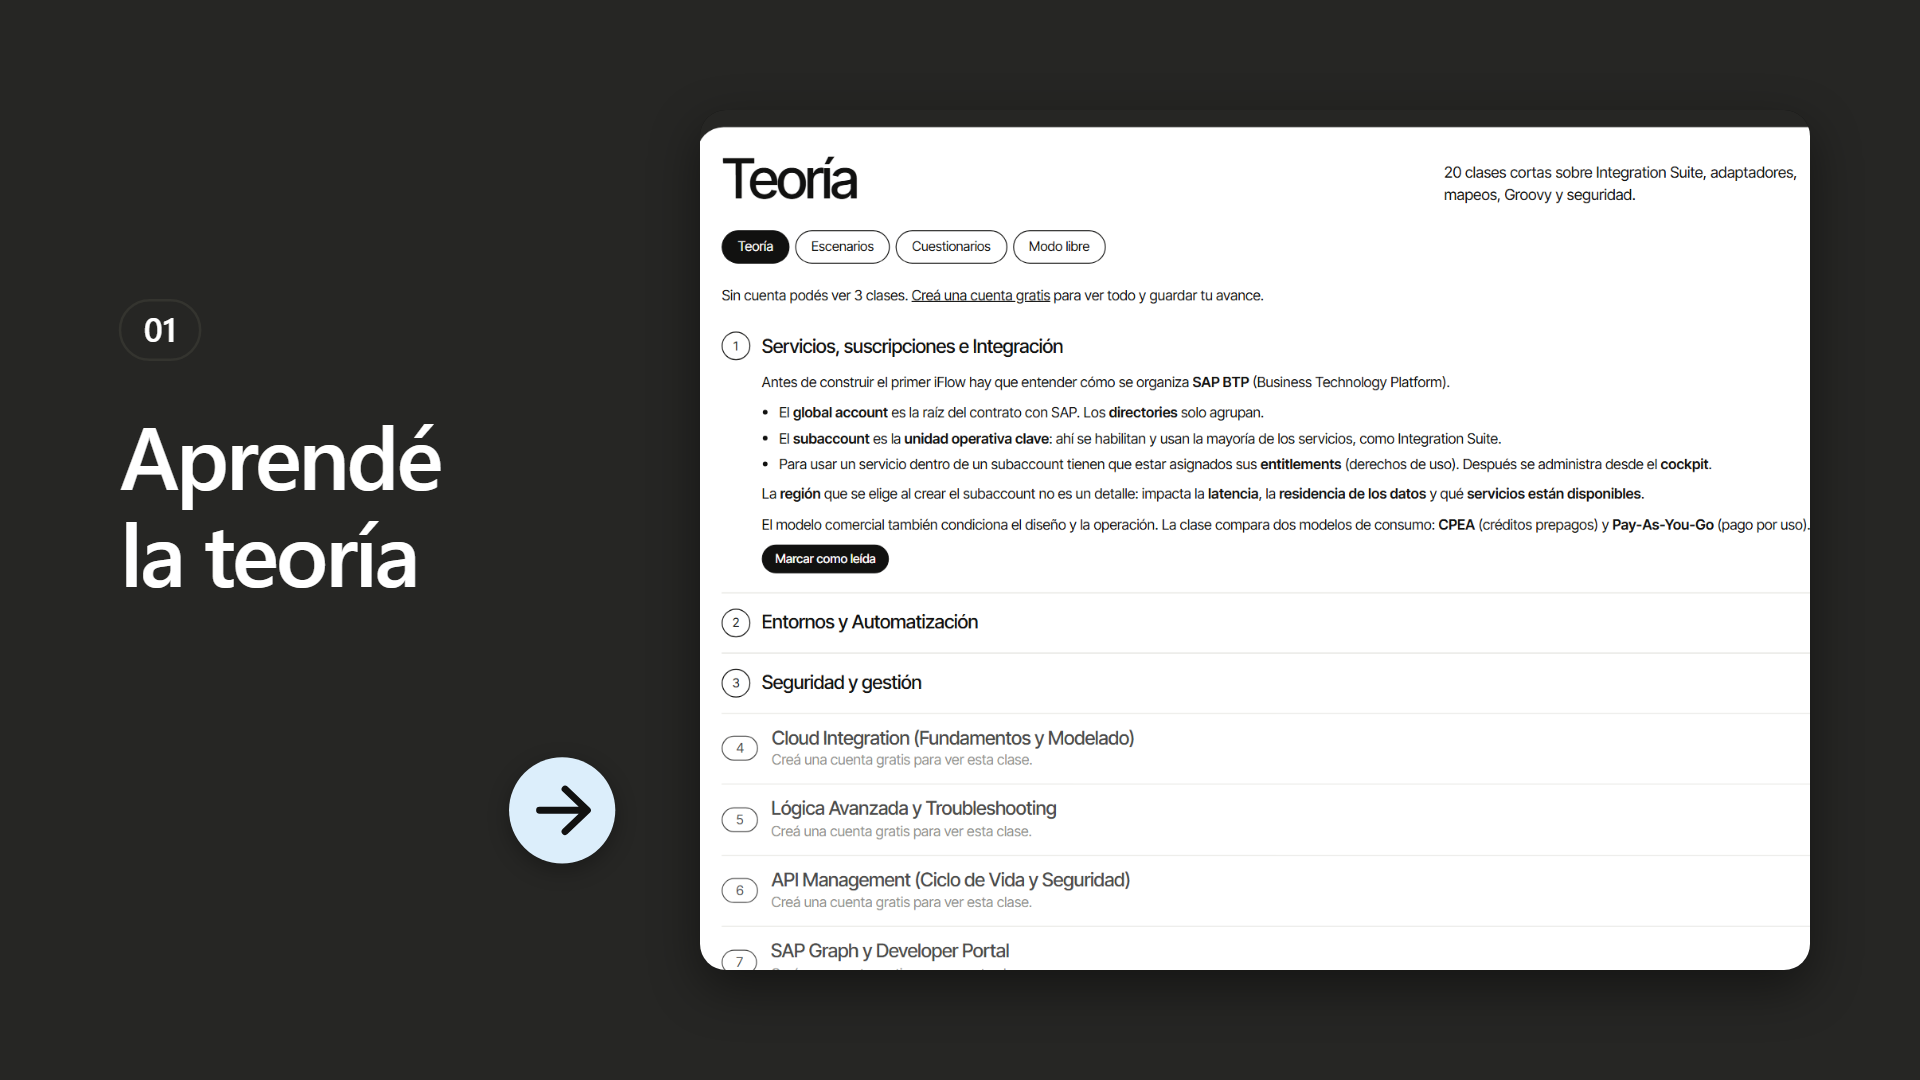 01
Aprendé
la teoría
Teoría
20 clases cortas sobre Integration Suite, adaptadores,
mapeos, Groovy y seguridad.
Teoría
Escenarios
Cuestionarios
Modo libre
Sin cuenta podés ver 3 clases. Creá una cuenta gratis para ver todo y guardar tu avance.
1
Servicios, suscripciones e Integración
Antes de construir el primer iFlow hay que entender cómo se organiza SAP BTP (Business Technology Platform).
• El global account es la raíz del contrato con SAP. Los directories solo agrupan.
• El subaccount es la unidad operativa clave: ahí se habilitan y usan la mayoría de los servicios, como Integration Suite.
• Para usar un servicio dentro de un subaccount tienen que estar asignados sus entitlements (derechos de uso). Después se administra desde el cockpit.
La región que se elige al crear el subaccount no es un detalle: impacta la latencia, la residencia de los datos y qué servicios están disponibles.
El modelo comercial también condiciona el diseño y la operación. La clase compara dos modelos de consumo: CPEA (créditos prepagos) y Pay-As-You-Go (pago por uso).
Marcar como leída
2
Entornos y Automatización
3
Seguridad y gestión
4
Cloud Integration (Fundamentos y Modelado)
Creá una cuenta gratis para ver esta clase.
5
Lógica Avanzada y Troubleshooting
Creá una cuenta gratis para ver esta clase.
6
API Management (Ciclo de Vida y Seguridad)
Creá una cuenta gratis para ver esta clase.
7
SAP Graph y Developer Portal